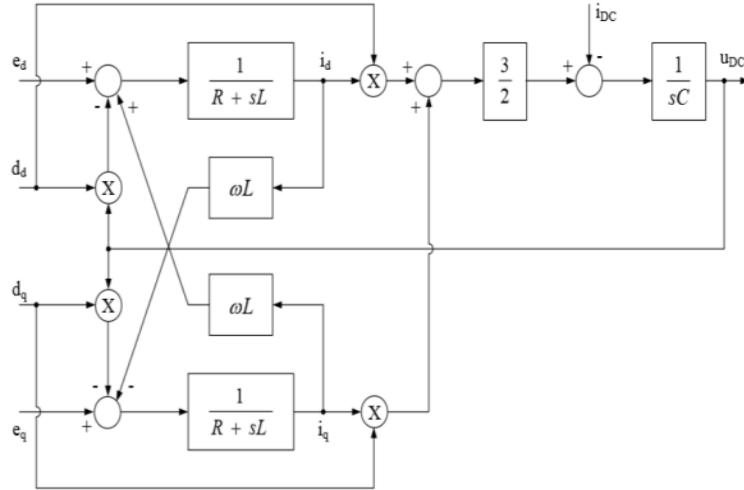 i_DC
e_d
+
-
+
1
R + sL
i_d
X
+
+
3
2
+
-
1
sC
u_DC
d_d
X
ωL
d_q
X
ωL
-
-
+
e_q
1
R + sL
i_q
X